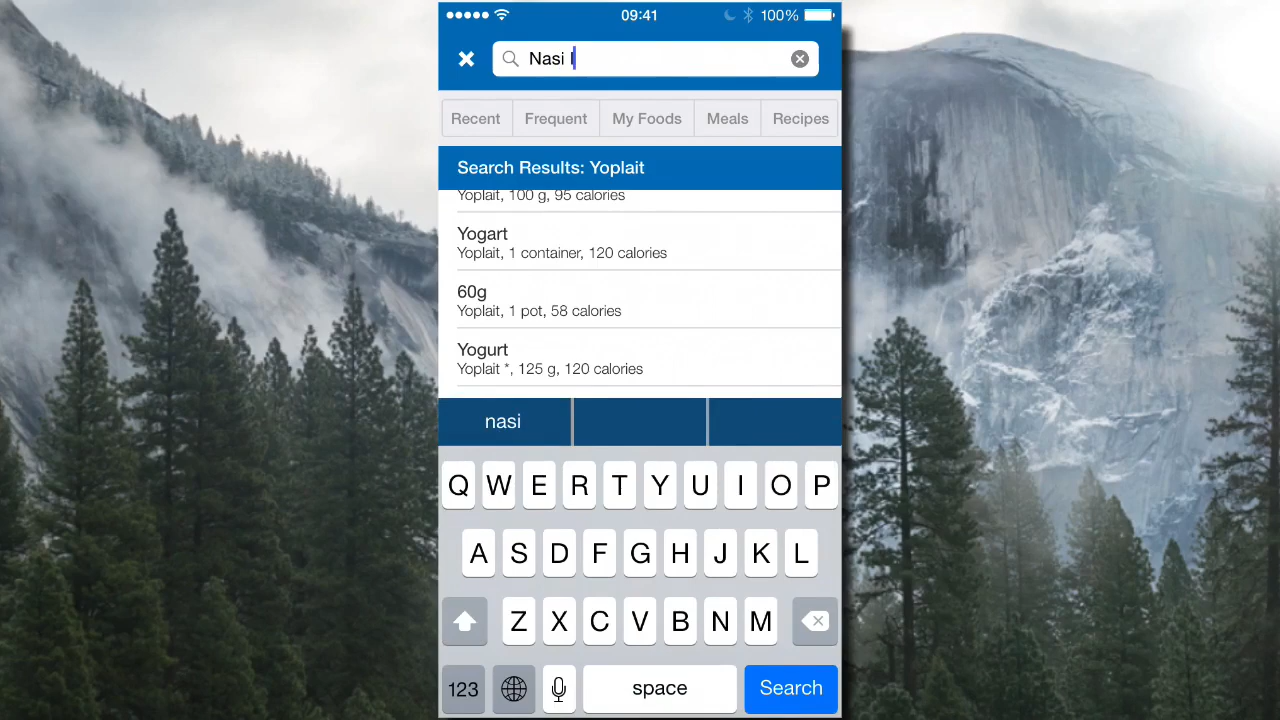 09:41
100%
Nasi l
Recent Frequent My Foods Meals Recipes
Search Results: Yoplait
Yoplait, 100 g, 95 calories
Yogart
Yoplait, 1 container, 120 calories
60g
Yoplait, 1 pot, 58 calories
Yogurt
Yoplait *, 125 g, 120 calories
nasi
Q W E R T Y U I O P
A S D F G H J K L
Z X C V B N M
123 space Search